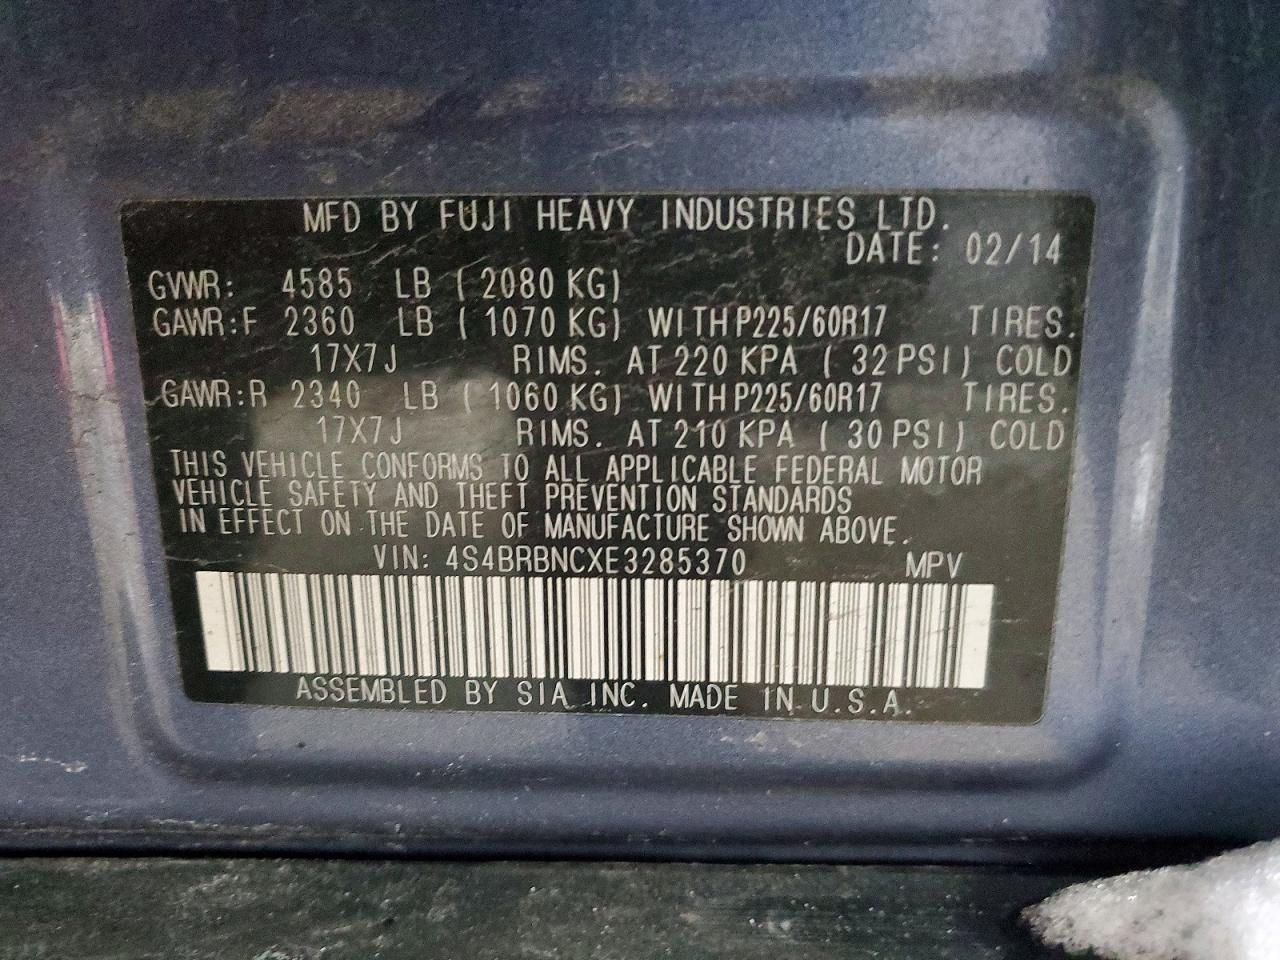 MFD BY FUJI HEAVY INDUSTRIES LTD.
DATE: 02/14
GVWR: 4585 LB ( 2080 KG)
GAWR:F 2360 LB ( 1070 KG) WITH P225/60R17 TIRES.
17X7J RIMS. AT 220 KPA ( 32 PSI) COLD
GAWR:R 2340 LB ( 1060 KG) WITH P225/60R17 TIRES.
17X7J RIMS. AT 210 KPA ( 30 PSI) COLD
THIS VEHICLE CONFORMS TO ALL APPLICABLE FEDERAL MOTOR
VEHICLE SAFETY AND THEFT PREVENTION STANDARDS
IN EFFECT ON THE DATE OF MANUFACTURE SHOWN ABOVE.
VIN: 4S4BRBNCXE3285370 MPV
ASSEMBLED BY SIA INC. MADE IN U.S.A.